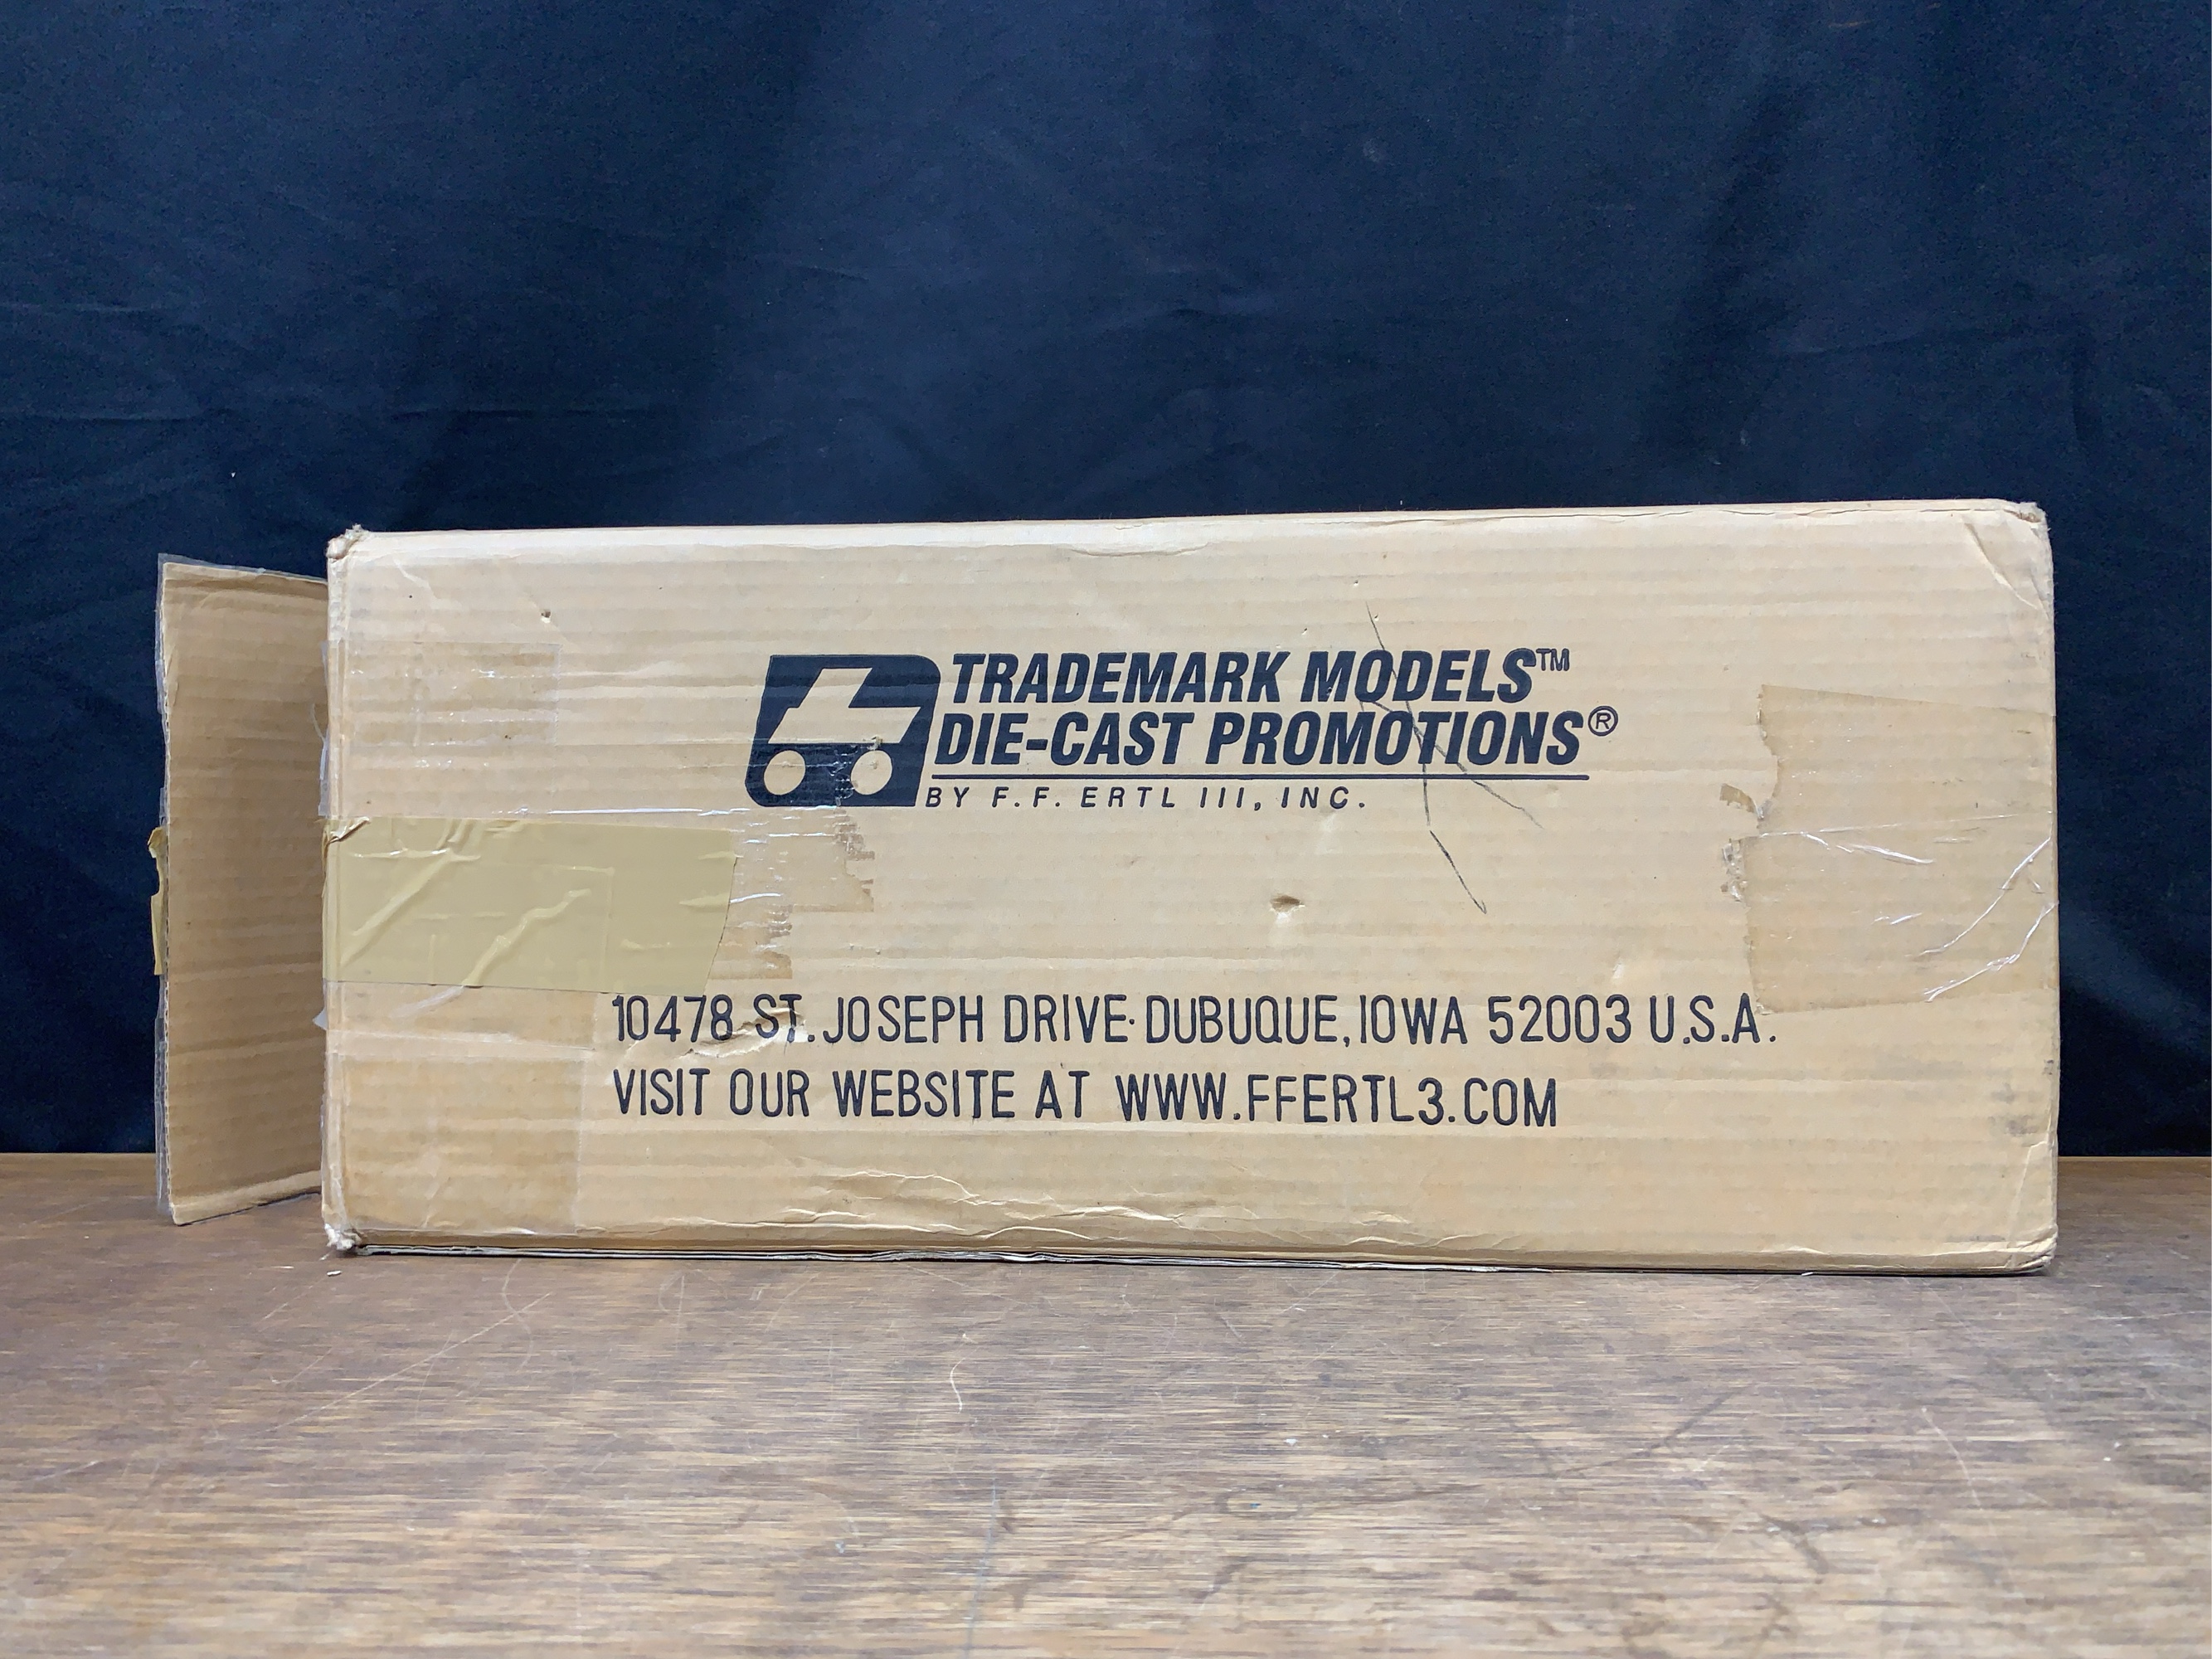 TRADEMARK MODELS™
DIE-CAST PROMOTIONS®
BY F.F. ERTL III, INC.
10478 ST. JOSEPH DRIVE·DUBUQUE, IOWA 52003 U.S.A.
VISIT OUR WEBSITE AT WWW.FFERTL3.COM